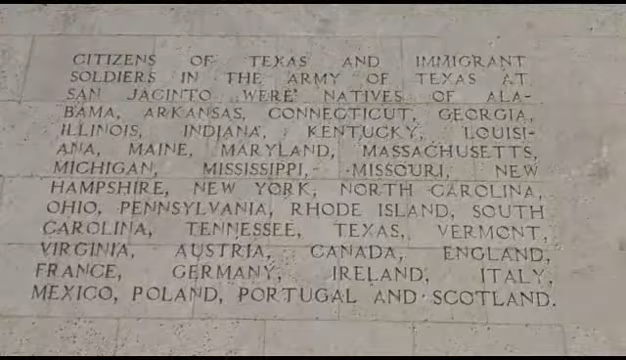 CITIZENS OF TEXAS AND IMMIGRANT
SOLDIERS IN THE ARMY OF TEXAS AT
SAN JACINTO WERE NATIVES OF ALA-
BAMA, ARKANSAS, CONNECTICUT, GEORGIA,
ILLINOIS, INDIANA, KENTUCKY, LOUISI-
ANA, MAINE, MARYLAND, MASSACHUSETTS,
MICHIGAN, MISSISSIPPI, MISSOURI, NEW
HAMPSHIRE, NEW YORK, NORTH CAROLINA,
OHIO, PENNSYLVANIA, RHODE ISLAND, SOUTH
CAROLINA, TENNESSEE, TEXAS, VERMONT,
VIRGINIA, AUSTRIA, CANADA, ENGLAND,
FRANCE, GERMANY, IRELAND, ITALY,
MEXICO, POLAND, PORTUGAL AND SCOTLAND.